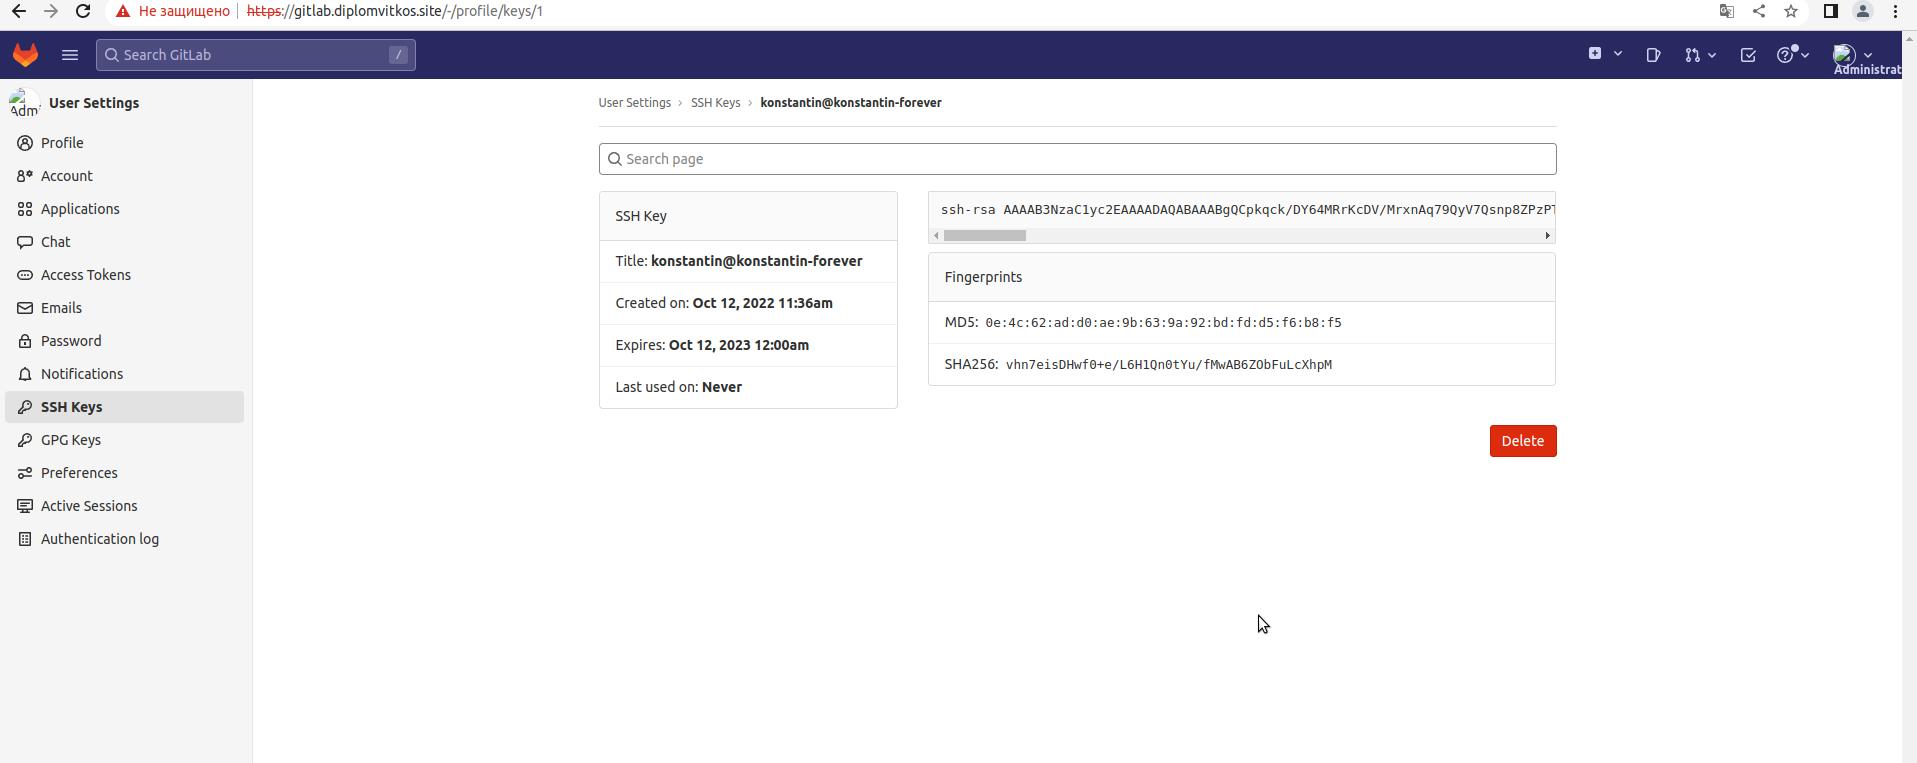 Не защищено https://gitlab.diplomvitkos.site/-/profile/keys/1
Search GitLab /
Administrat
Adm User Settings
Profile
Account
Applications
Chat
Access Tokens
Emails
Password
Notifications
SSH Keys
GPG Keys
Preferences
Active Sessions
Authentication log
User Settings › SSH Keys › konstantin@konstantin-forever
Search page
SSH Key
Title: konstantin@konstantin-forever
Created on: Oct 12, 2022 11:36am
Expires: Oct 12, 2023 12:00am
Last used on: Never
ssh-rsa AAAAB3NzaC1yc2EAAAADAQABAAABgQCpkqck/DY64MRrKcDV/MrxnAq79QyV7Qsnp8ZPzPT
Fingerprints
MD5: 0e:4c:62:ad:d0:ae:9b:63:9a:92:bd:fd:d5:f6:b8:f5
SHA256: vhn7eisDHwf0+e/L6H1Qn0tYu/fMwAB6ZObFuLcXhpM
Delete